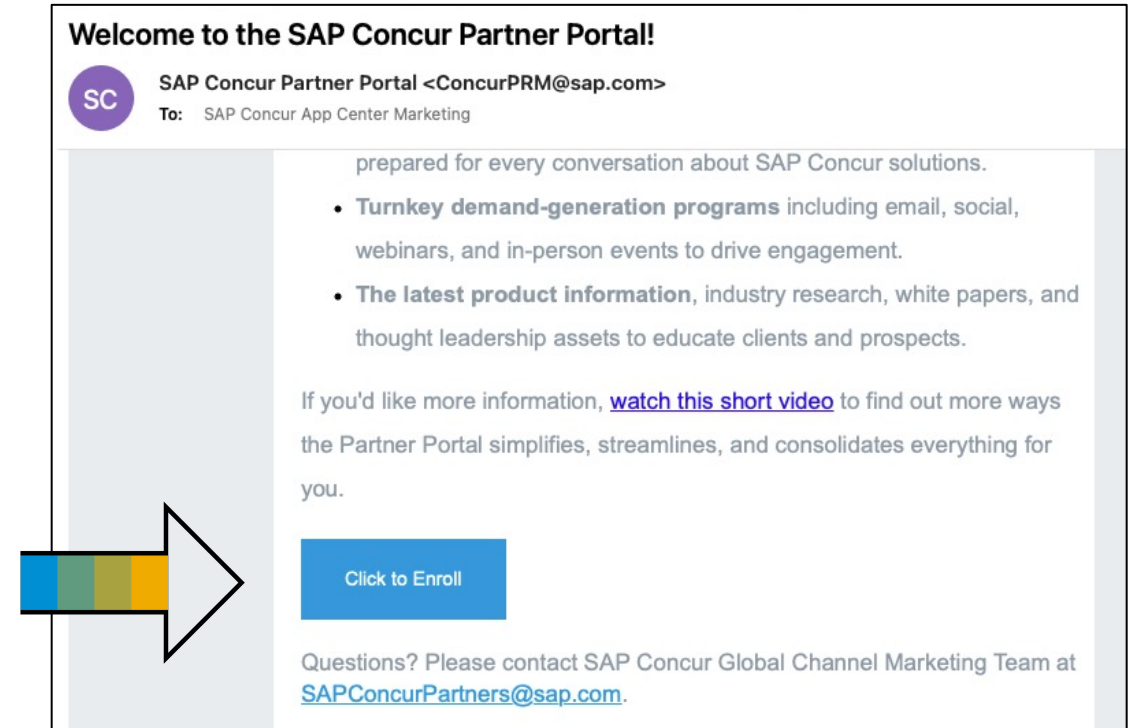 Welcome to the SAP Concur Partner Portal!
SC
SAP Concur Partner Portal <ConcurPRM@sap.com>
To: SAP Concur App Center Marketing
prepared for every conversation about SAP Concur solutions.
• Turnkey demand-generation programs including email, social,
webinars, and in-person events to drive engagement.
• The latest product information, industry research, white papers, and
thought leadership assets to educate clients and prospects.
If you'd like more information, watch this short video to find out more ways
the Partner Portal simplifies, streamlines, and consolidates everything for
you.
Click to Enroll
Questions? Please contact SAP Concur Global Channel Marketing Team at
SAPConcurPartners@sap.com.